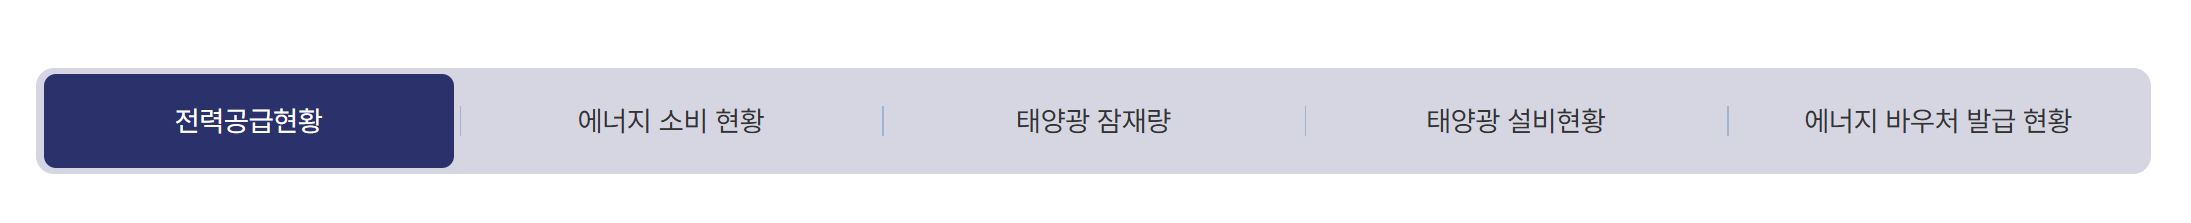 전력공급현황
에너지 소비 현황
태양광 잠재량
태양광 설비현황
에너지 바우처 발급 현황